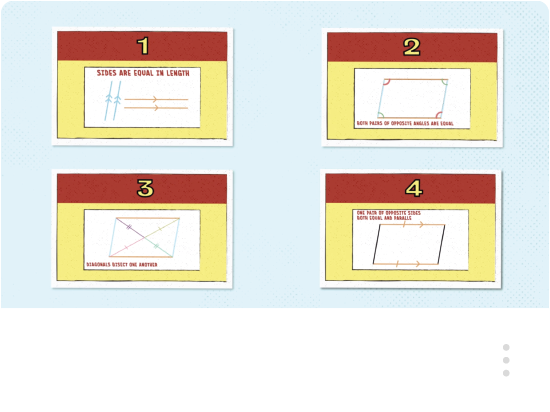 1
SIDES ARE EQUAL IN LENGTH
2
BOTH PAIRS OF OPPOSITE ANGLES ARE EQUAL
3
DIAGONALS BISECT ONE ANOTHER
4
ONE PAIR OF OPPOSITE SIDES
BOTH EQUAL AND PARALLE